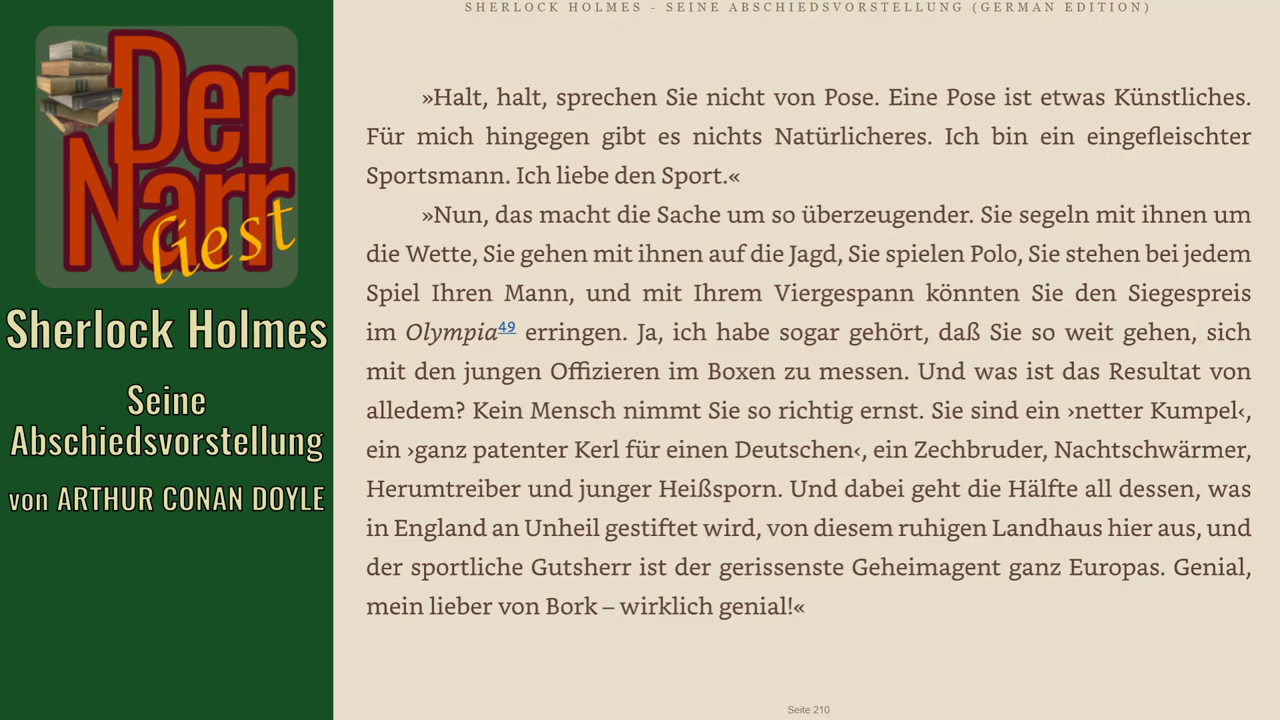 Der
Narr
liest
Sherlock Holmes
Seine
Abschiedsvorstellung
von ARTHUR CONAN DOYLE
SHERLOCK HOLMES - SEINE ABSCHIEDSVORSTELLUNG (GERMAN EDITION)
»Halt, halt, sprechen Sie nicht von Pose. Eine Pose ist etwas Künstliches.
Für mich hingegen gibt es nichts Natürlicheres. Ich bin ein eingefleischter
Sportsmann. Ich liebe den Sport.«
»Nun, das macht die Sache um so überzeugender. Sie segeln mit ihnen um
die Wette, Sie gehen mit ihnen auf die Jagd, Sie spielen Polo, Sie stehen bei jedem
Spiel Ihren Mann, und mit Ihrem Viergespann könnten Sie den Siegespreis
im Olympia49 erringen. Ja, ich habe sogar gehört, daß Sie so weit gehen, sich
mit den jungen Offizieren im Boxen zu messen. Und was ist das Resultat von
alledem? Kein Mensch nimmt Sie so richtig ernst. Sie sind ein ›netter Kumpel‹,
ein ›ganz patenter Kerl für einen Deutschen‹, ein Zechbruder, Nachtschwärmer,
Herumtreiber und junger Heißsporn. Und dabei geht die Hälfte all dessen, was
in England an Unheil gestiftet wird, von diesem ruhigen Landhaus hier aus, und
der sportliche Gutsherr ist der gerissenste Geheimagent ganz Europas. Genial,
mein lieber von Bork – wirklich genial!«
Seite 210